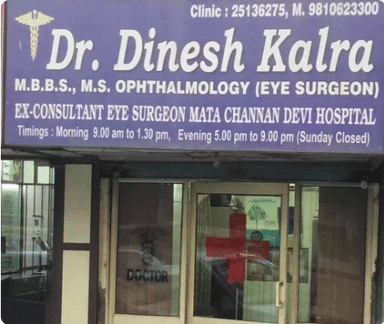 Clinic : 25136275, M. 9810623300
Dr. Dinesh Kalra
M.B.B.S., M.S. OPHTHALMOLOGY (EYE SURGEON)
EX-CONSULTANT EYE SURGEON MATA CHANNAN DEVI HOSPITAL
Timings : Morning 9.00 am to 1.30 pm, Evening 5.00 pm to 9.00 pm (Sunday Closed)
DOCTOR